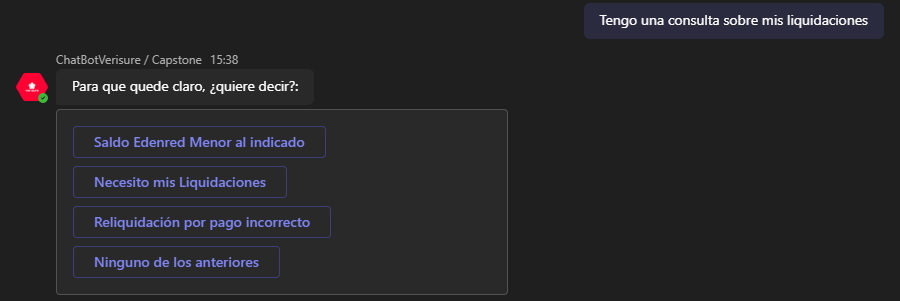 Tengo una consulta sobre mis liquidaciones
ChatBotVerisure / Capstone 15:38
Para que quede claro, ¿quiere decir?:
Saldo Edenred Menor al indicado
Necesito mis Liquidaciones
Reliquidación por pago incorrecto
Ninguno de los anteriores